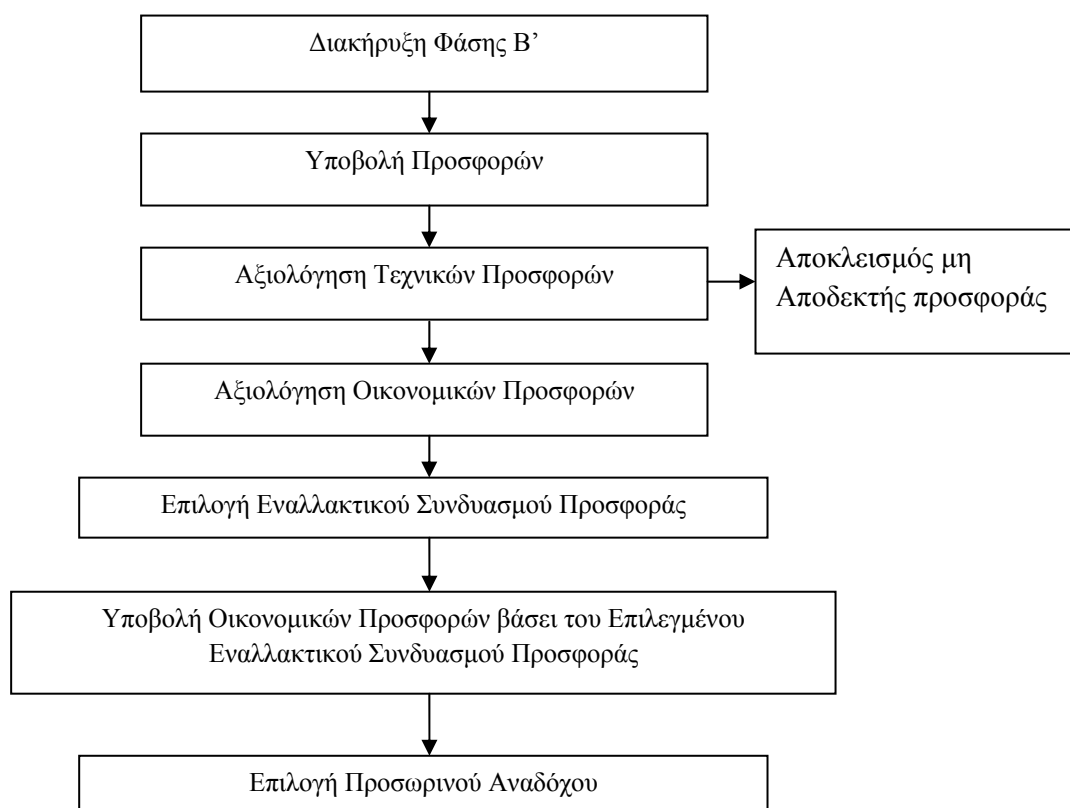 Διακήρυξη Φάσης Β’
Υποβολή Προσφορών
Αξιολόγηση Τεχνικών Προσφορών
Αποκλεισμός μη
Αποδεκτής προσφοράς
Αξιολόγηση Οικονομικών Προσφορών
Επιλογή Εναλλακτικού Συνδυασμού Προσφοράς
Υποβολή Οικονομικών Προσφορών βάσει του Επιλεγμένου
Εναλλακτικού Συνδυασμού Προσφοράς
Επιλογή Προσωρινού Αναδόχου